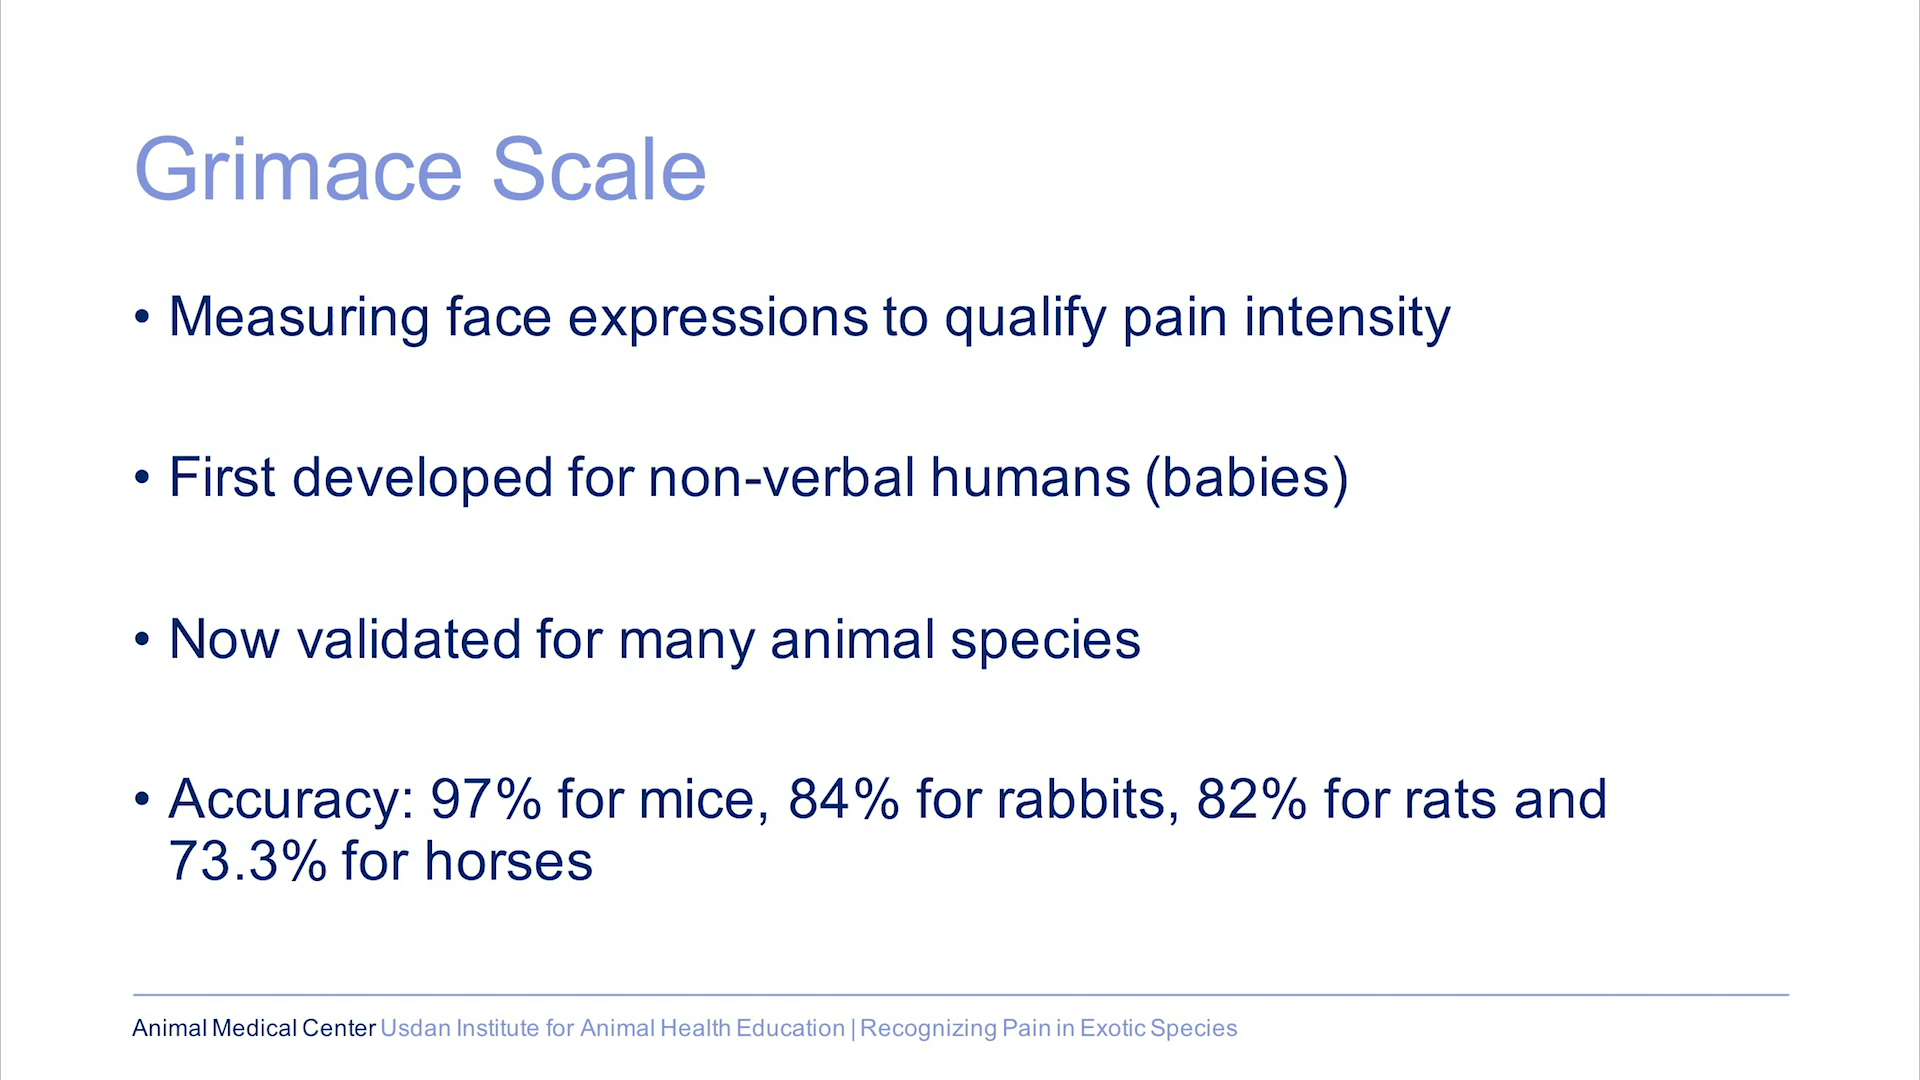 Grimace Scale
• Measuring face expressions to qualify pain intensity
• First developed for non-verbal humans (babies)
• Now validated for many animal species
• Accuracy: 97% for mice, 84% for rabbits, 82% for rats and
73.3% for horses
Animal Medical Center Usdan Institute for Animal Health Education | Recognizing Pain in Exotic Species